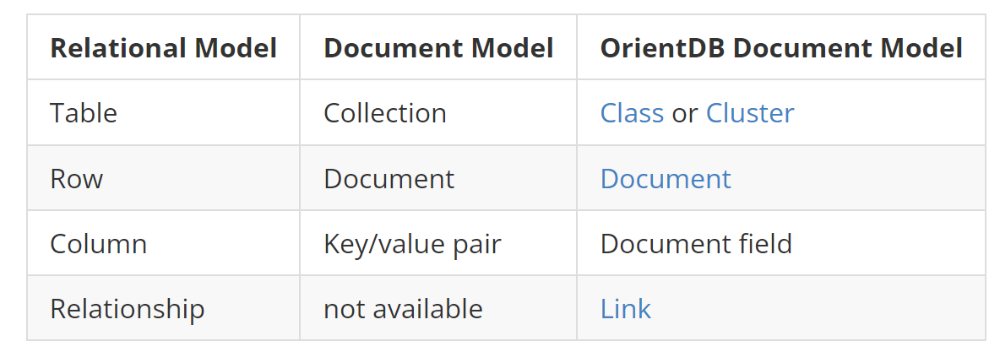 Relational Model Document Model OrientDB Document Model
Table Collection Class or Cluster
Row Document Document
Column Key/value pair Document field
Relationship not available Link